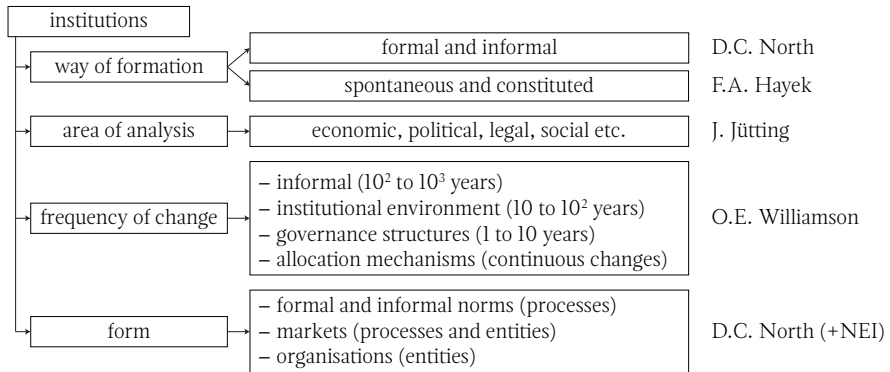 institutions
way of formation
formal and informal
D.C. North
spontaneous and constituted
F.A. Hayek
area of analysis
economic, political, legal, social etc.
J. Jütting
frequency of change
– informal (10² to 10³ years)
– institutional environment (10 to 10² years)
– governance structures (1 to 10 years)
– allocation mechanisms (continuous changes)
O.E. Williamson
form
– formal and informal norms (processes)
– markets (processes and entities)
– organisations (entities)
D.C. North (+NEI)